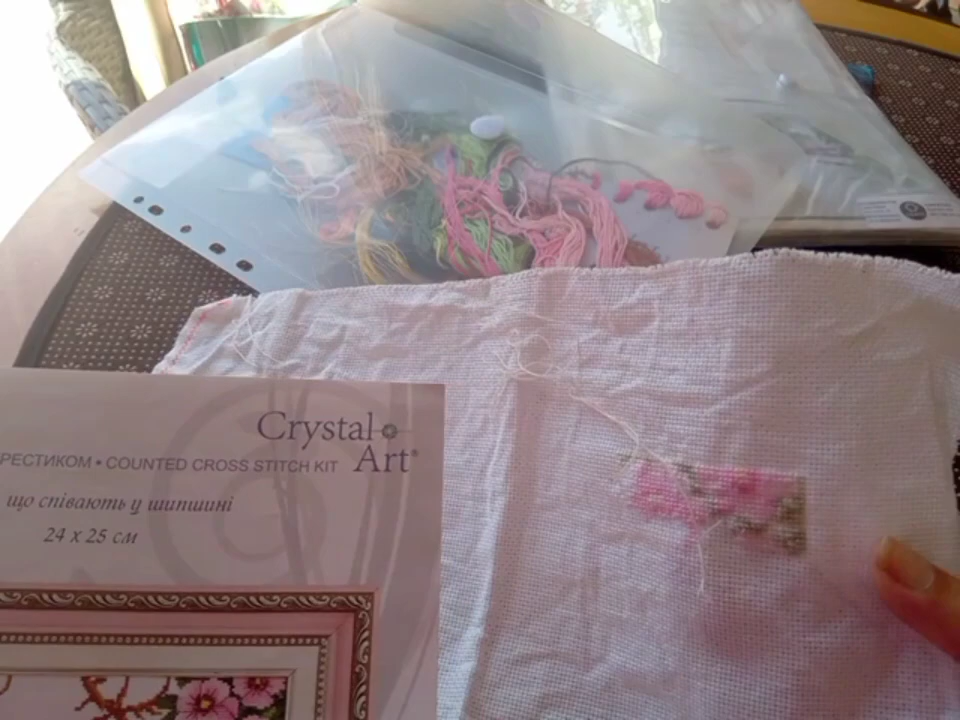 Crystal
Art®
РЕСТИКОМ • COUNTED CROSS STITCH KIT
що співають у шипшині
24 х 25 см